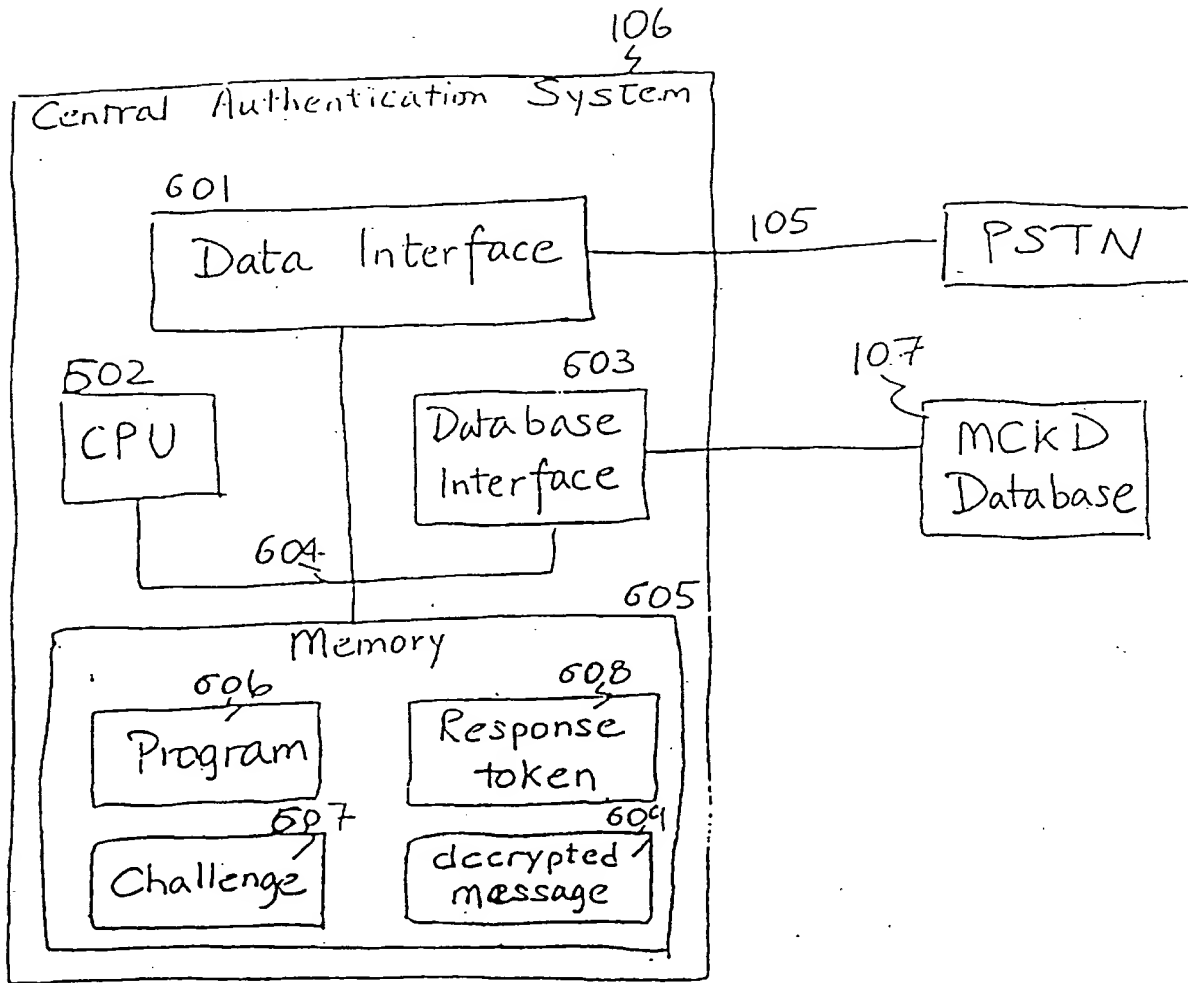 106
Central Authentication System
601
Data Interface
105
PSTN
602
CPU
603
Database
Interface
107
MCKD
Database
604
605
Memory
606
Program
608
Response
token
607
Challenge
609
decrypted
message